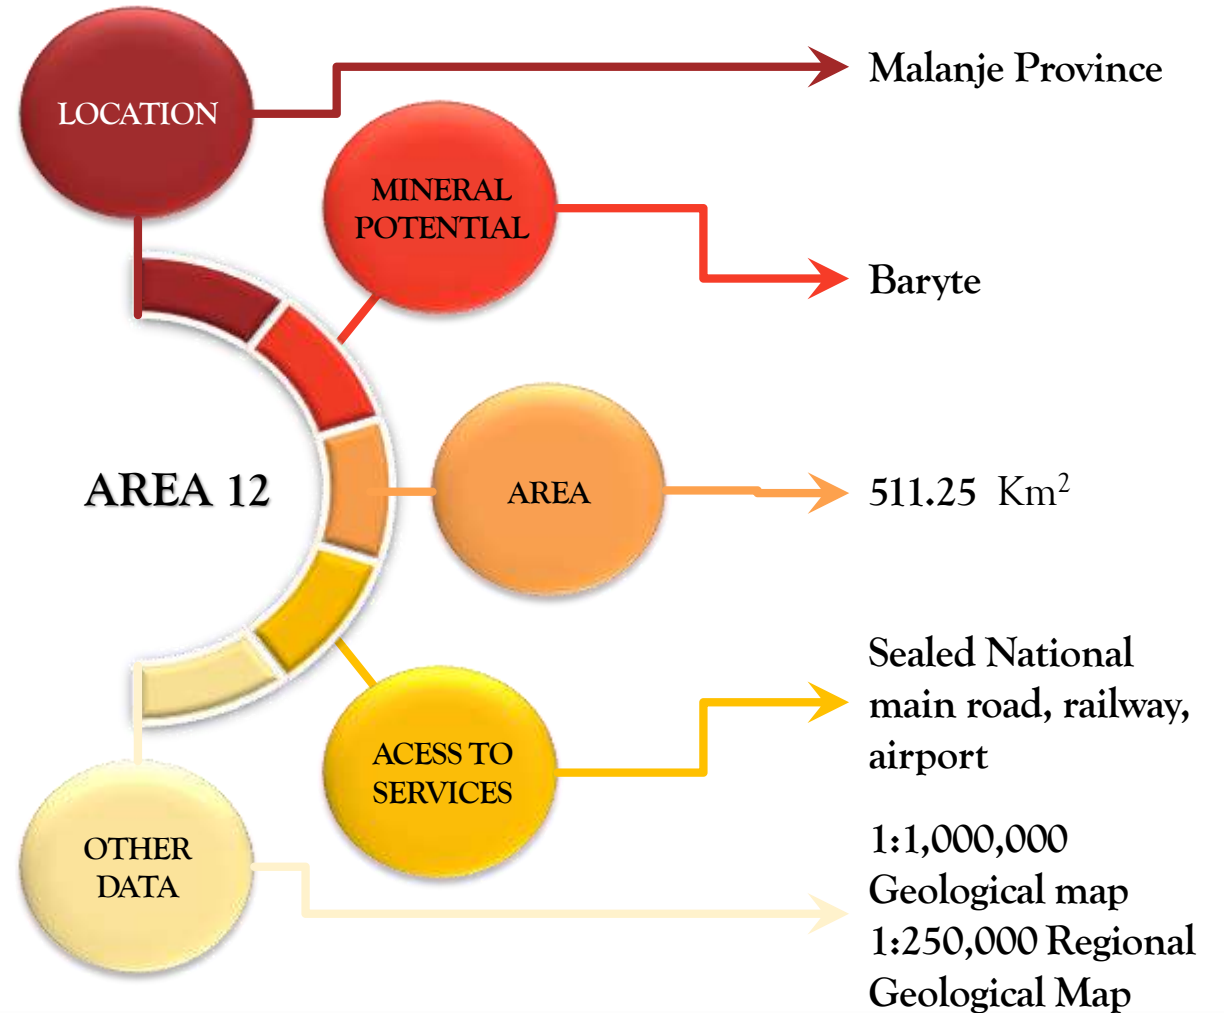 LOCATION
Malanje Province
MINERAL
POTENTIAL
Baryte
AREA 12
AREA
511.25 Km²
ACESS TO
SERVICES
Sealed National
main road, railway,
airport
OTHER
DATA
1:1,000,000
Geological map
1:250,000 Regional
Geological Map